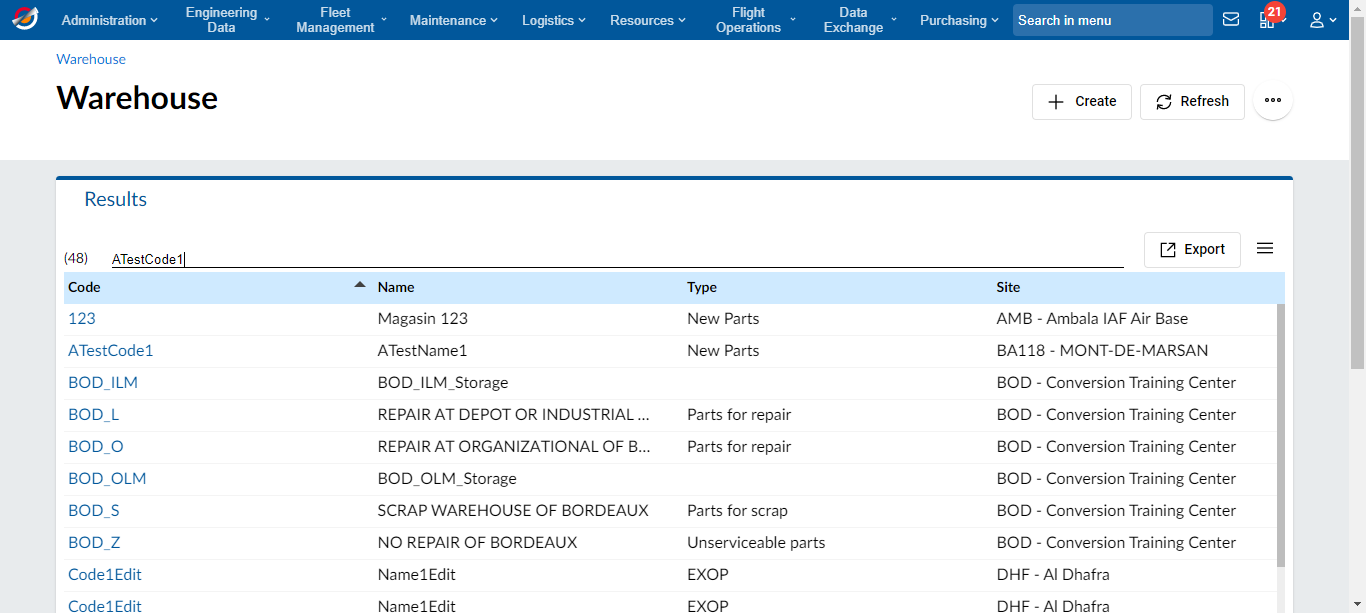 Administration Engineering Data Fleet Management Maintenance Logistics Resources Flight Operations Data Exchange Purchasing Search in menu 21
Warehouse
Warehouse
Create Refresh
Results
(48) ATestCode1 Export
Code Name Type Site
123 Magasin 123 New Parts AMB - Ambala IAF Air Base
ATestCode1 ATestName1 New Parts BA118 - MONT-DE-MARSAN
BOD_ILM BOD_ILM_Storage BOD - Conversion Training Center
BOD_L REPAIR AT DEPOT OR INDUSTRIAL ... Parts for repair BOD - Conversion Training Center
BOD_O REPAIR AT ORGANIZATIONAL OF B... Parts for repair BOD - Conversion Training Center
BOD_OLM BOD_OLM_Storage BOD - Conversion Training Center
BOD_S SCRAP WAREHOUSE OF BORDEAUX Parts for scrap BOD - Conversion Training Center
BOD_Z NO REPAIR OF BORDEAUX Unserviceable parts BOD - Conversion Training Center
Code1Edit Name1Edit EXOP DHF - Al Dhafra
Code1Edit Name1Edit EXOP DHF - Al Dhafra